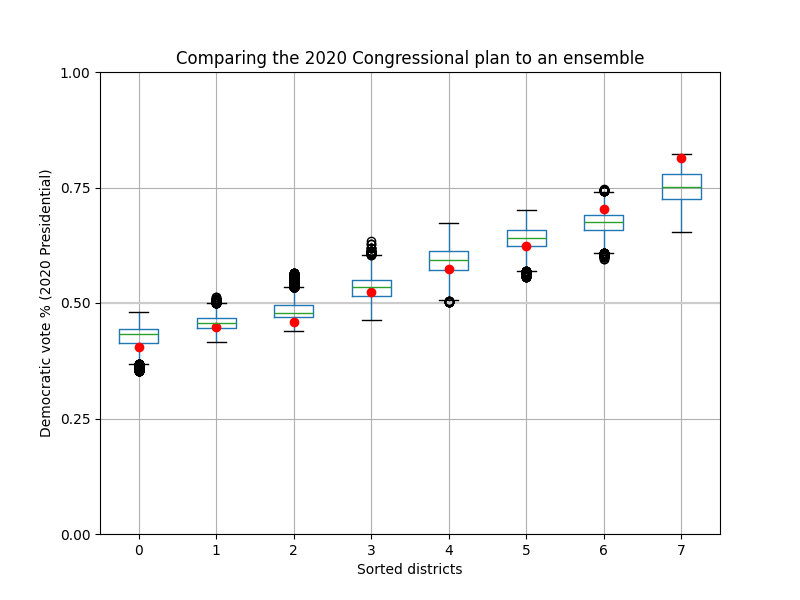 Comparing the 2020 Congressional plan to an ensemble
1.00
0.75
0.50
0.25
0.00
Democratic vote % (2020 Presidential)
0 1 2 3 4 5 6 7
Sorted districts